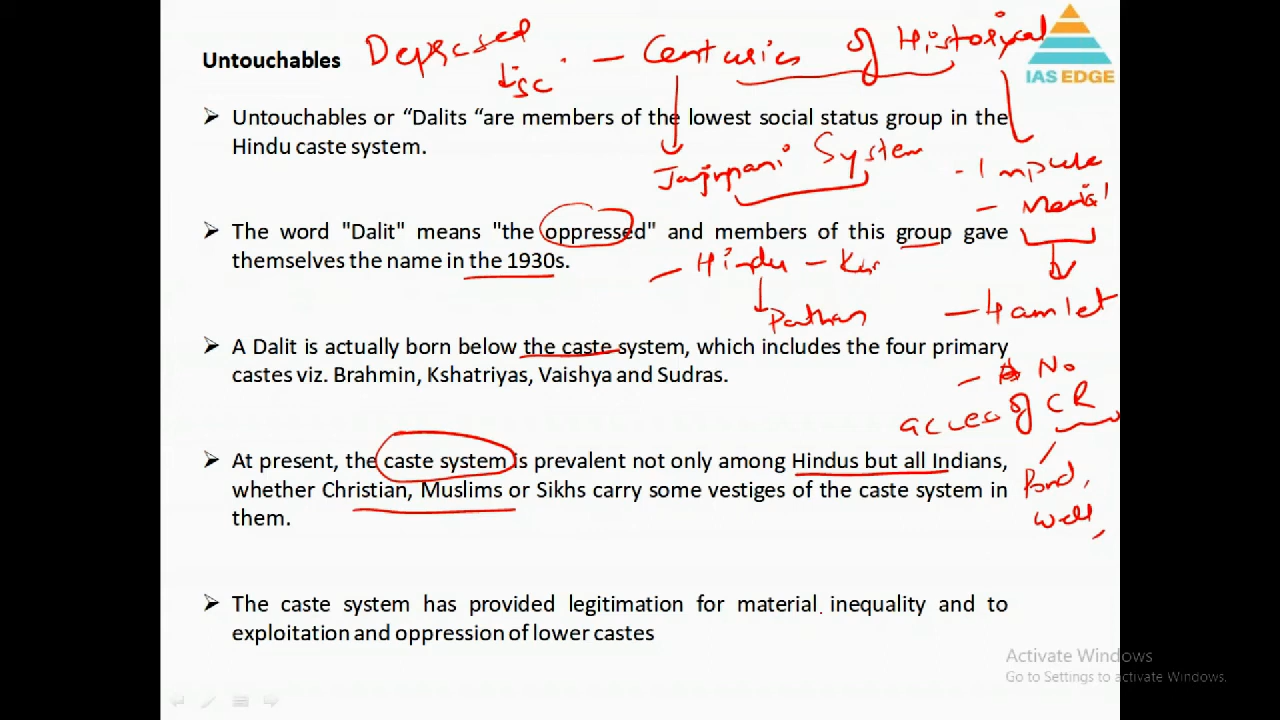 Untouchables
Depressed — Centuries of Historical
↓SC
IAS EDGE
➢ Untouchables or “Dalits “are members of the lowest social status group in the
Hindu caste system.
System
- Impure
- Menial
➢ The word "Dalit" means "the oppressed" and members of this group gave
themselves the name in the 1930s.
— Hindu –
— Hamlet
➢ A Dalit is actually born below the caste system, which includes the four primary
castes viz. Brahmin, Kshatriyas, Vaishya and Sudras.
— No
acces of CR
➢ At present, the caste system is prevalent not only among Hindus but all Indians,
whether Christian, Muslims or Sikhs carry some vestiges of the caste system in
them.
Pond,
well,
➢ The caste system has provided legitimation for material inequality and to
exploitation and oppression of lower castes
Activate Windows
Go to Settings to activate Windows.